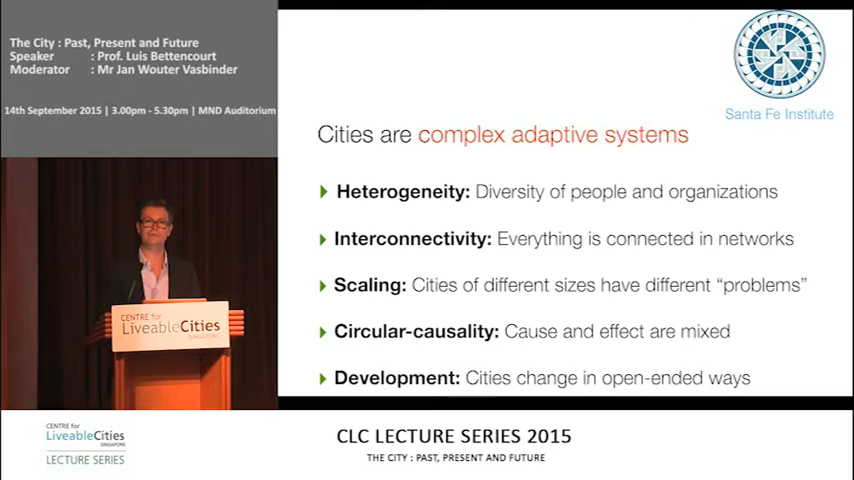 The City : Past, Present and Future
Speaker : Prof. Luis Bettencourt
Moderator : Mr Jan Wouter Vasbinder
14th September 2015 | 3.00pm - 5.30pm | MND Auditorium
Santa Fe Institute
Cities are complex adaptive systems
Heterogeneity: Diversity of people and organizations
Interconnectivity: Everything is connected in networks
Scaling: Cities of different sizes have different “problems”
Circular-causality: Cause and effect are mixed
Development: Cities change in open-ended ways
CENTRE for
LiveableCities
SINGAPORE
CENTRE for
LiveableCities
SINGAPORE
LECTURE SERIES
CLC LECTURE SERIES 2015
THE CITY : PAST, PRESENT AND FUTURE